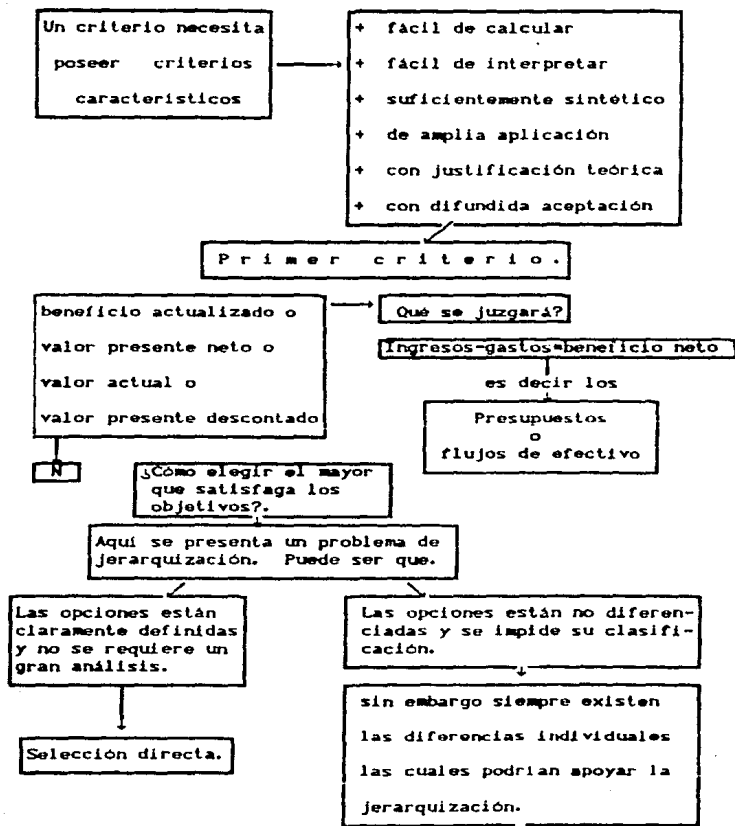 Un criterio necesita
poseer criterios
caracteristicos
+ fácil de calcular
+ fácil de interpretar
+ suficientemente sintético
+ de amplia aplicación
+ con justificación teórica
+ con difundida aceptación
Primer criterio.
beneficio actualizado o
valor presente neto o
valor actual o
valor presente descontado
N
Qué se juzgará?
Ingresos-gastos=beneficio neto
es decir los
Presupuestos
o
flujos de efectivo
¿Cómo elegir el mayor
que satisfaga los
objetivos?.
Aquí se presenta un problema de
jerarquización. Puede ser que.
Las opciones están
claramente definidas
y no se requiere un
gran análisis.
Selección directa.
Las opciones están no diferen-
ciadas y se impide su clasifi-
cación.
sin embargo siempre existen
las diferencias individuales
las cuales podrían apoyar la
jerarquización.